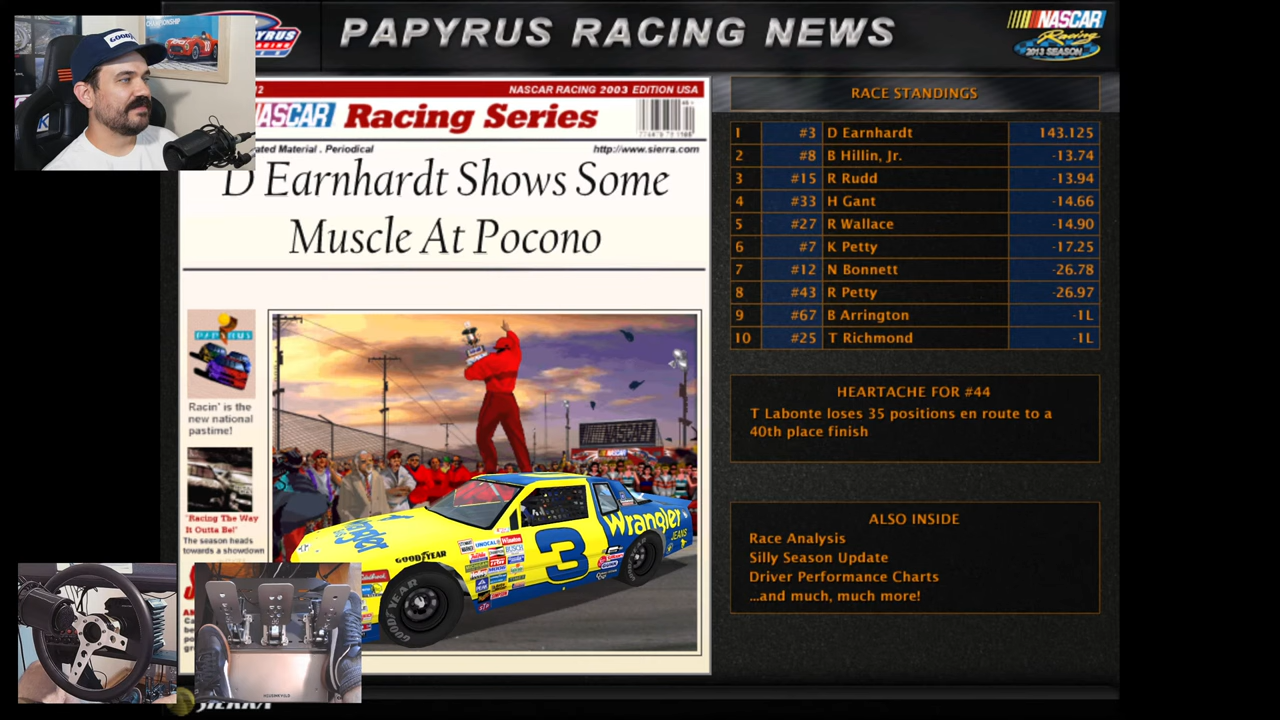 PAPYRUS RACING NEWS
NASCAR
Racing
2013 SEASON
NASCAR RACING 2003 EDITION USA
NASCAR Racing Series
ated Material . Periodical
http://www.sierra.com
D Earnhardt Shows Some
Muscle At Pocono
PAPYRUS
Racin' is the
new national
pastime!
"Racing The Way
It Outta Be!"
The season heads
towards a showdown
GOODYEAR
Wrangler
JEANS
3
Wrangler
GOODYEAR
STP
SIERRA
RACE STANDINGS
1 #3 D Earnhardt 143.125
2 #8 B Hillin, Jr. -13.74
3 #15 R Rudd -13.94
4 #33 H Gant -14.66
5 #27 R Wallace -14.90
6 #7 K Petty -17.25
7 #12 N Bonnett -26.78
8 #43 R Petty -26.97
9 #67 B Arrington -1L
10 #25 T Richmond -1L
HEARTACHE FOR #44
T Labonte loses 35 positions en route to a
40th place finish
ALSO INSIDE
Race Analysis
Silly Season Update
Driver Performance Charts
...and much, much more!